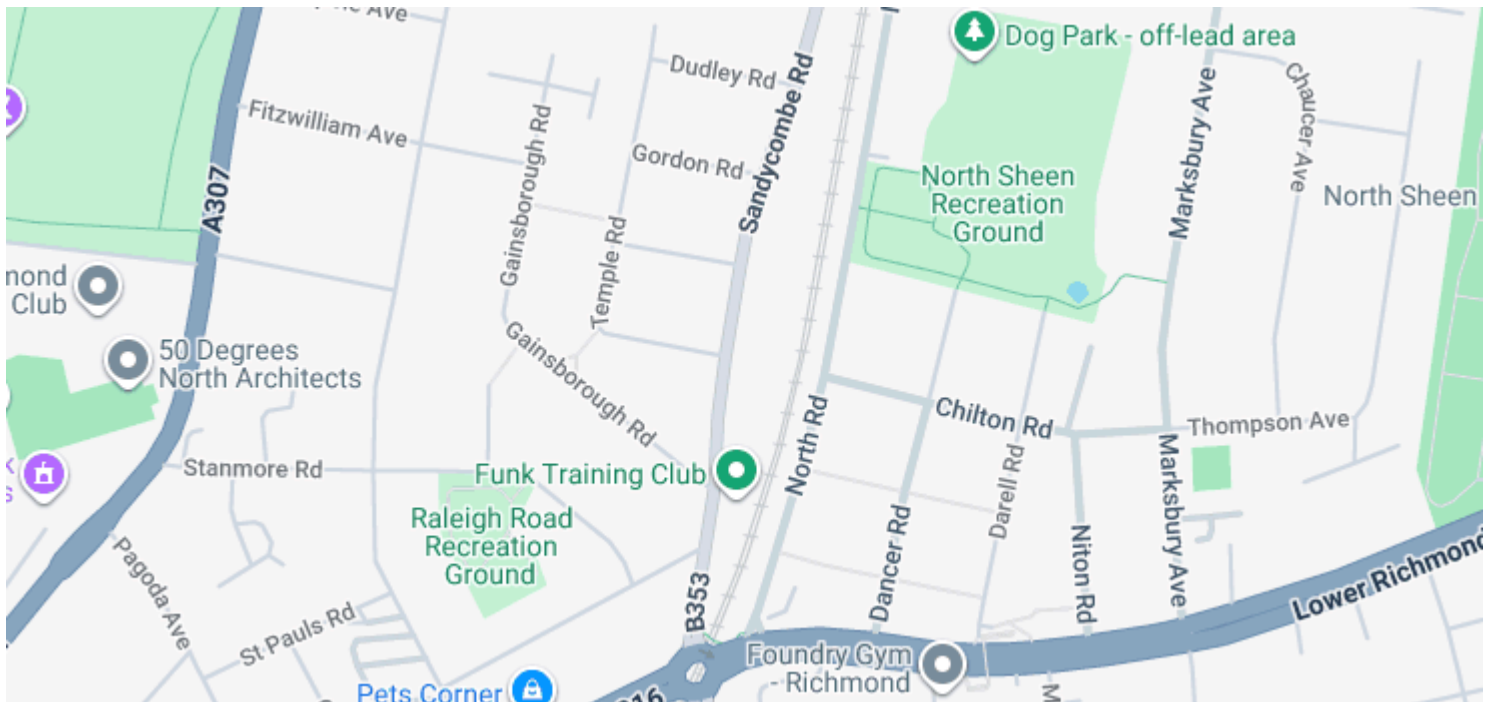 Dog Park - off-lead area
Dudley Rd
Fitzwilliam Ave
Gordon Rd
Sandycombe Rd
Gainsborough Rd
Chaucer Ave
Marksbury Ave
North Sheen
Recreation
Ground
North Sheen
A307
Temple Rd
Club
50 Degrees
North Architects
Gainsborough Rd
North Rd
Chilton Rd
Thompson Ave
Stanmore Rd
Funk Training Club
Raleigh Road
Recreation
Ground
Darell Rd
Marksbury Ave
Dancer Rd
Niton Rd
Pagoda Ave
B353
Lower Richmond
St Pauls Rd
Foundry Gym
- Richmond
Pets Corner